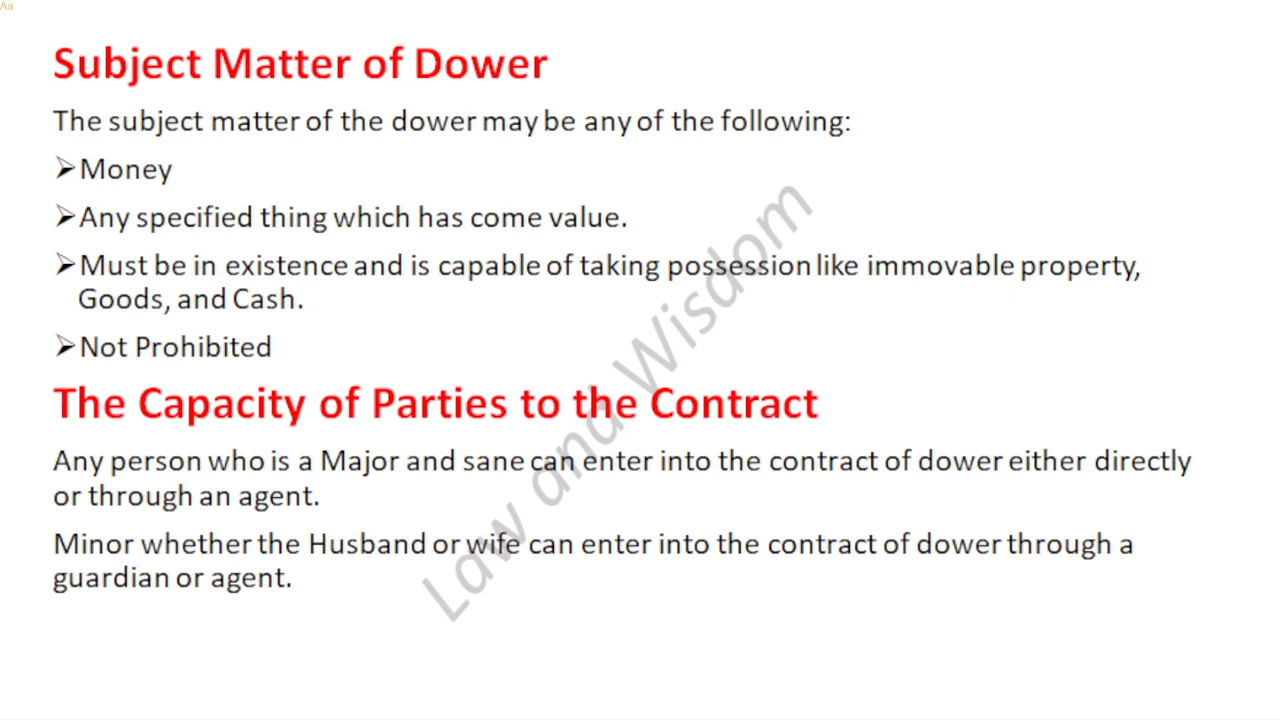 Aa
Subject Matter of Dower
The subject matter of the dower may be any of the following:
➢Money
➢Any specified thing which has come value.
➢Must be in existence and is capable of taking possession like immovable property,
Goods, and Cash.
➢Not Prohibited
The Capacity of Parties to the Contract
Any person who is a Major and sane can enter into the contract of dower either directly
or through an agent.
Minor whether the Husband or wife can enter into the contract of dower through a
guardian or agent.
Law and Wisdom